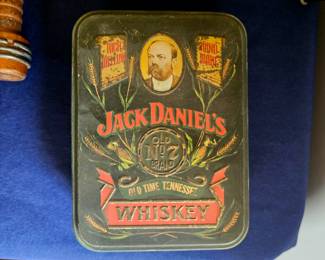 JACK DANIEL'S
OLD
No 7
BRAND
OLD TIME TENNESSEE
WHISKEY